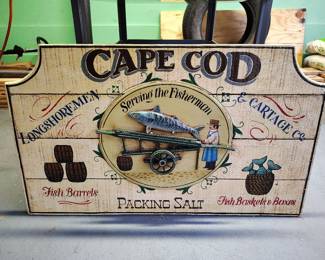 CAPE COD
LONGSHOREMEN & CARTAGE Co
Serving the Fisherman
Fish Barrels
PACKING SALT
Fish Baskets & Boxes